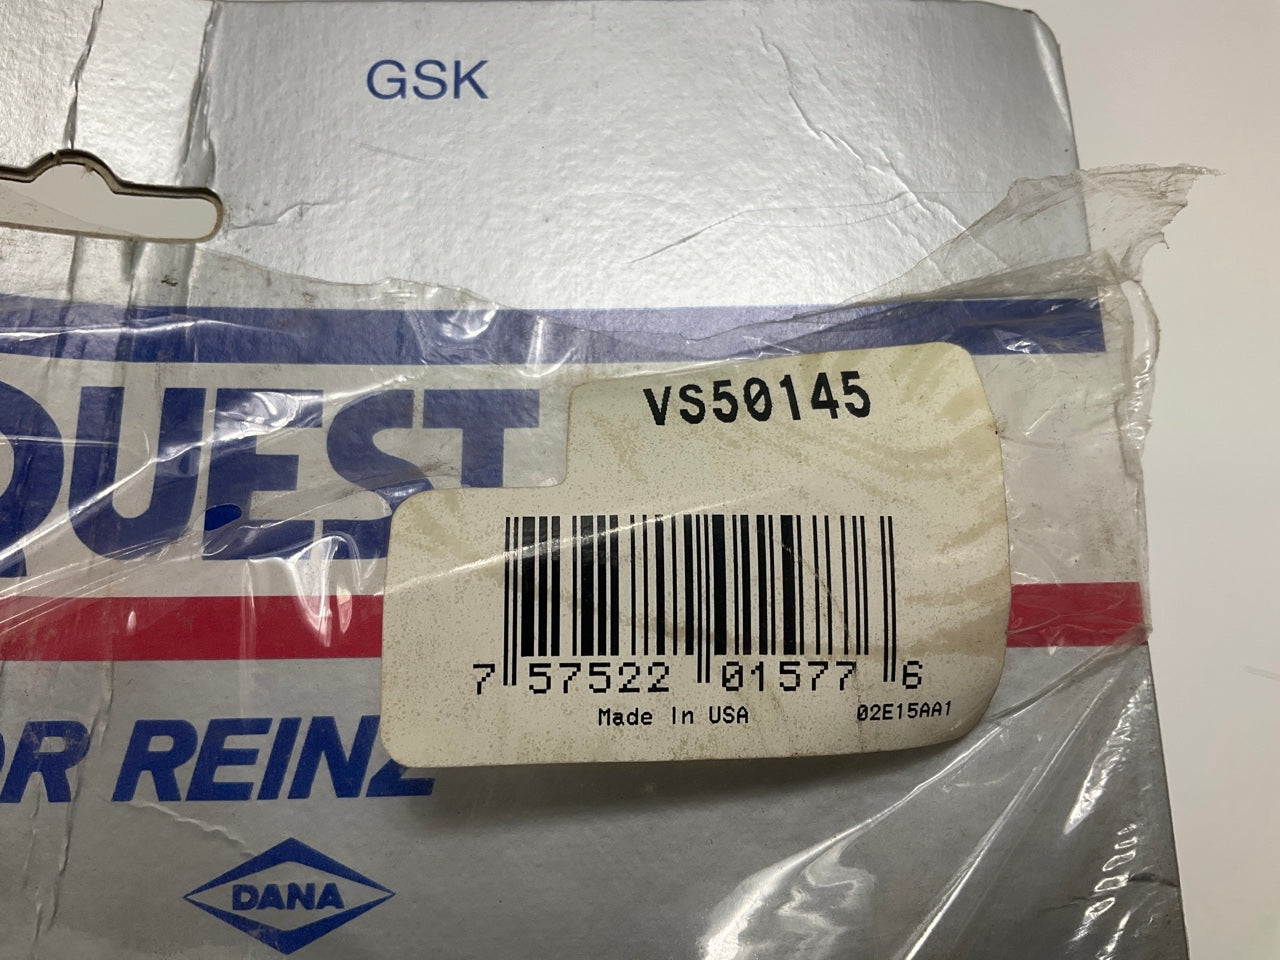 GSK
QUEST
VS50145
7 57522 01577 6
Made In USA 02E15AA1
OR REINZ
DANA